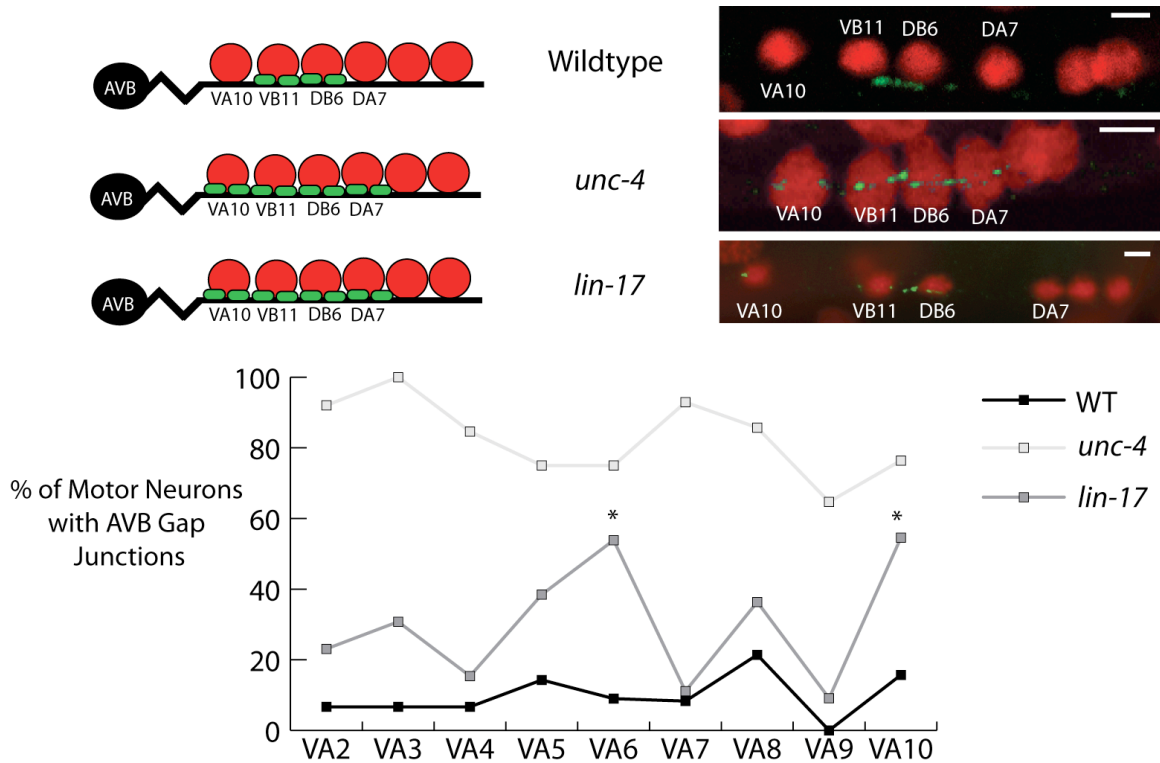 AVB
VA10 VB11 DB6 DA7
Wildtype
VB11 DB6 DA7
VA10
AVB
VA10 VB11 DB6 DA7
unc-4
VA10 VB11 DB6 DA7
AVB
VA10 VB11 DB6 DA7
lin-17
VA10 VB11 DB6 DA7
% of Motor Neurons
with AVB Gap
Junctions
100
80
60
40
20
0
* *
VA2 VA3 VA4 VA5 VA6 VA7 VA8 VA9 VA10
WT
unc-4
lin-17